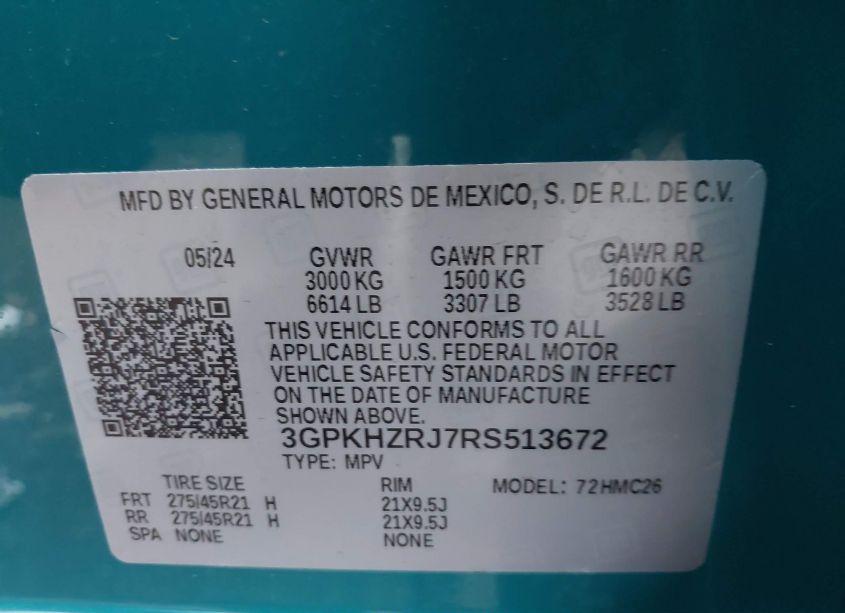 MFD BY GENERAL MOTORS DE MEXICO, S. DE R.L. DE C.V.
05/24 GVWR GAWR FRT GAWR RR
3000 KG 1500 KG 1600 KG
6614 LB 3307 LB 3528 LB
THIS VEHICLE CONFORMS TO ALL
APPLICABLE U.S. FEDERAL MOTOR
VEHICLE SAFETY STANDARDS IN EFFECT
ON THE DATE OF MANUFACTURE
SHOWN ABOVE.
3GPKHZRJ7RS513672
TYPE: MPV
TIRE SIZE RIM MODEL: 72HMC26
FRT 275/45R21 H 21X9.5J
RR 275/45R21 H 21X9.5J
SPA NONE NONE